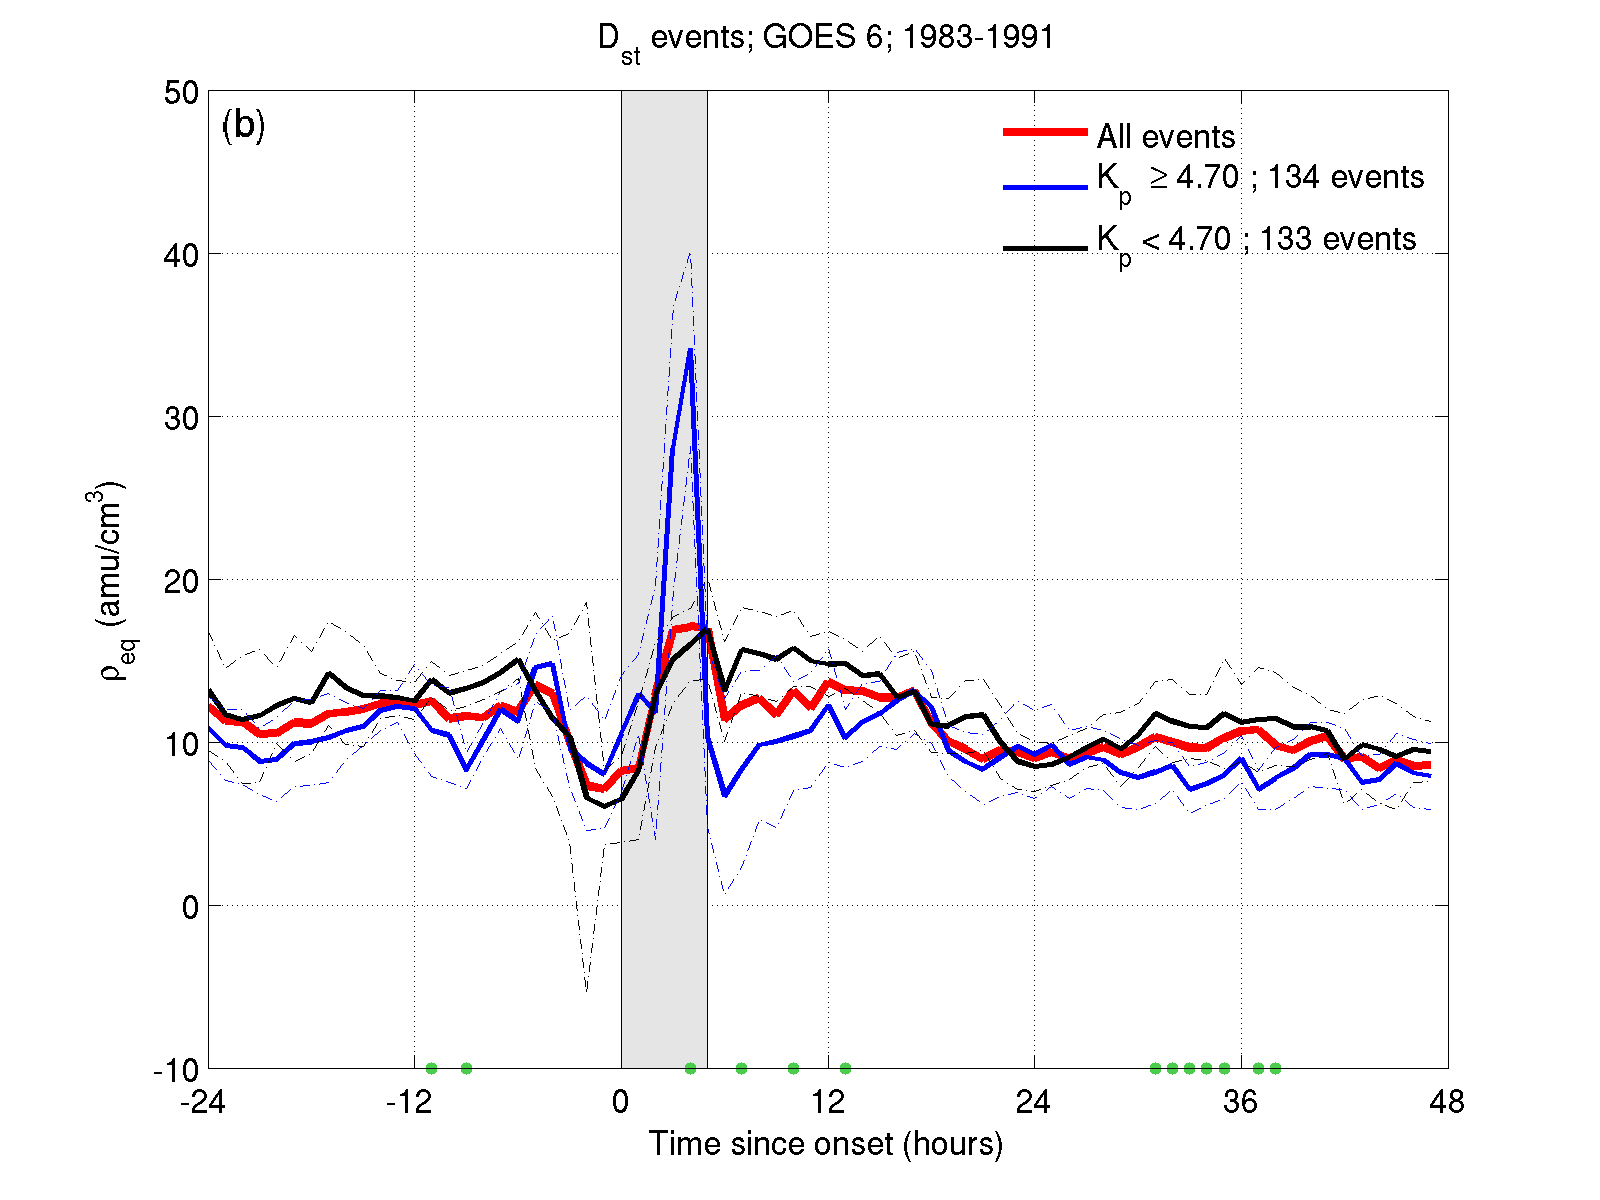 D_st events; GOES 6; 1983-1991
(b)
All events
K_p ≥ 4.70 ; 134 events
K_p < 4.70 ; 133 events
50
40
30
20
10
0
-10
ρ_eq (amu/cm^3)
-24 -12 0 12 24 36 48
Time since onset (hours)